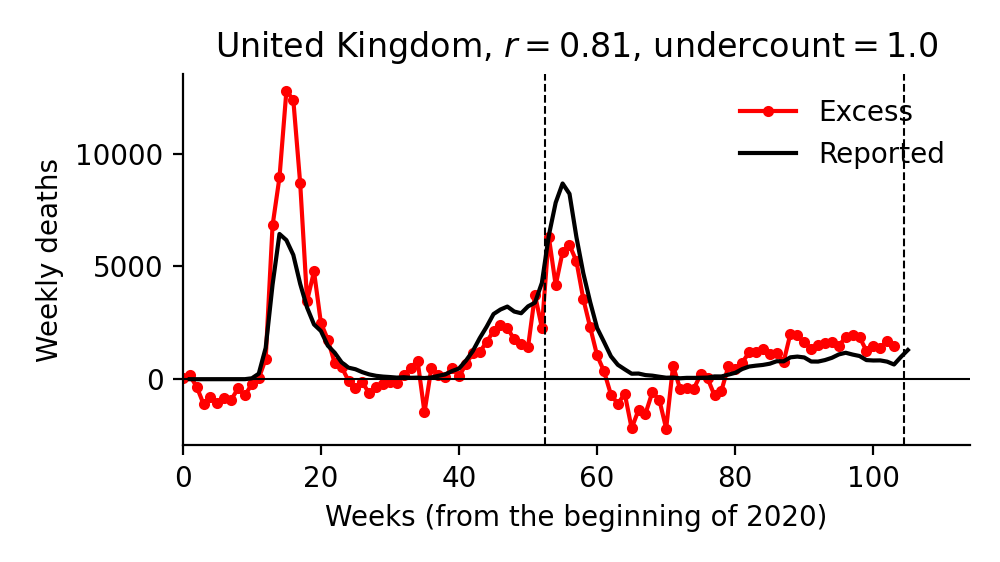 United Kingdom, r = 0.81, undercount = 1.0
Excess
Reported
Weekly deaths
10000
5000
0
0 20 40 60 80 100
Weeks (from the beginning of 2020)